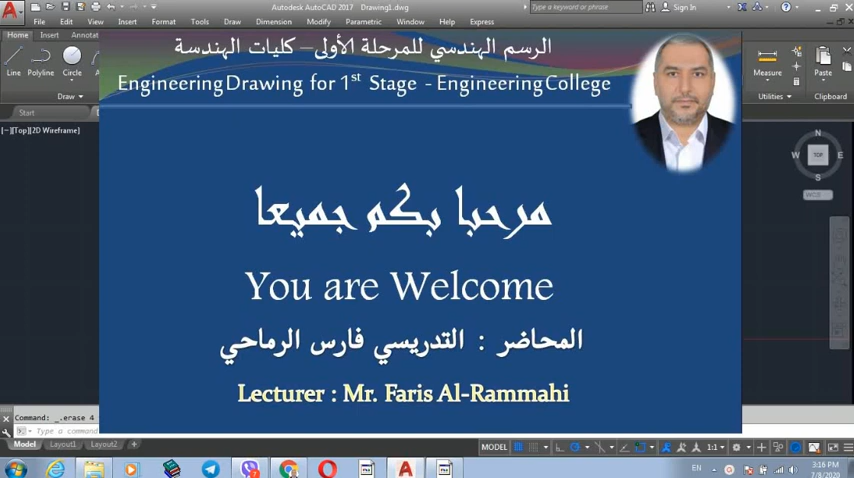 Autodesk AutoCAD 2017 Drawing1.dwg
Type a keyword or phrase
Sign In
File Edit View Insert Format Tools Draw Dimension Modify Parametric Window Help Express
Home Insert Annotat
Line Polyline Circle
Draw
Measure
Paste
Utilities
Clipboard
Start
[−][Top][2D Wireframe]
N
W TOP E
S
WCS
الرسم الهندسي للمرحلة الأولى – كليات الهندسة
Engineering Drawing for 1st Stage - Engineering College
مرحبا بكم جميعا
You are Welcome
المحاضر : التدريسي فارس الرماحي
Lecturer : Mr. Faris Al-Rammahi
Command: _.erase 4
Type a command
Model Layout1 Layout2 +
MODEL
1:1
EN
3:16 PM
7/8/2020